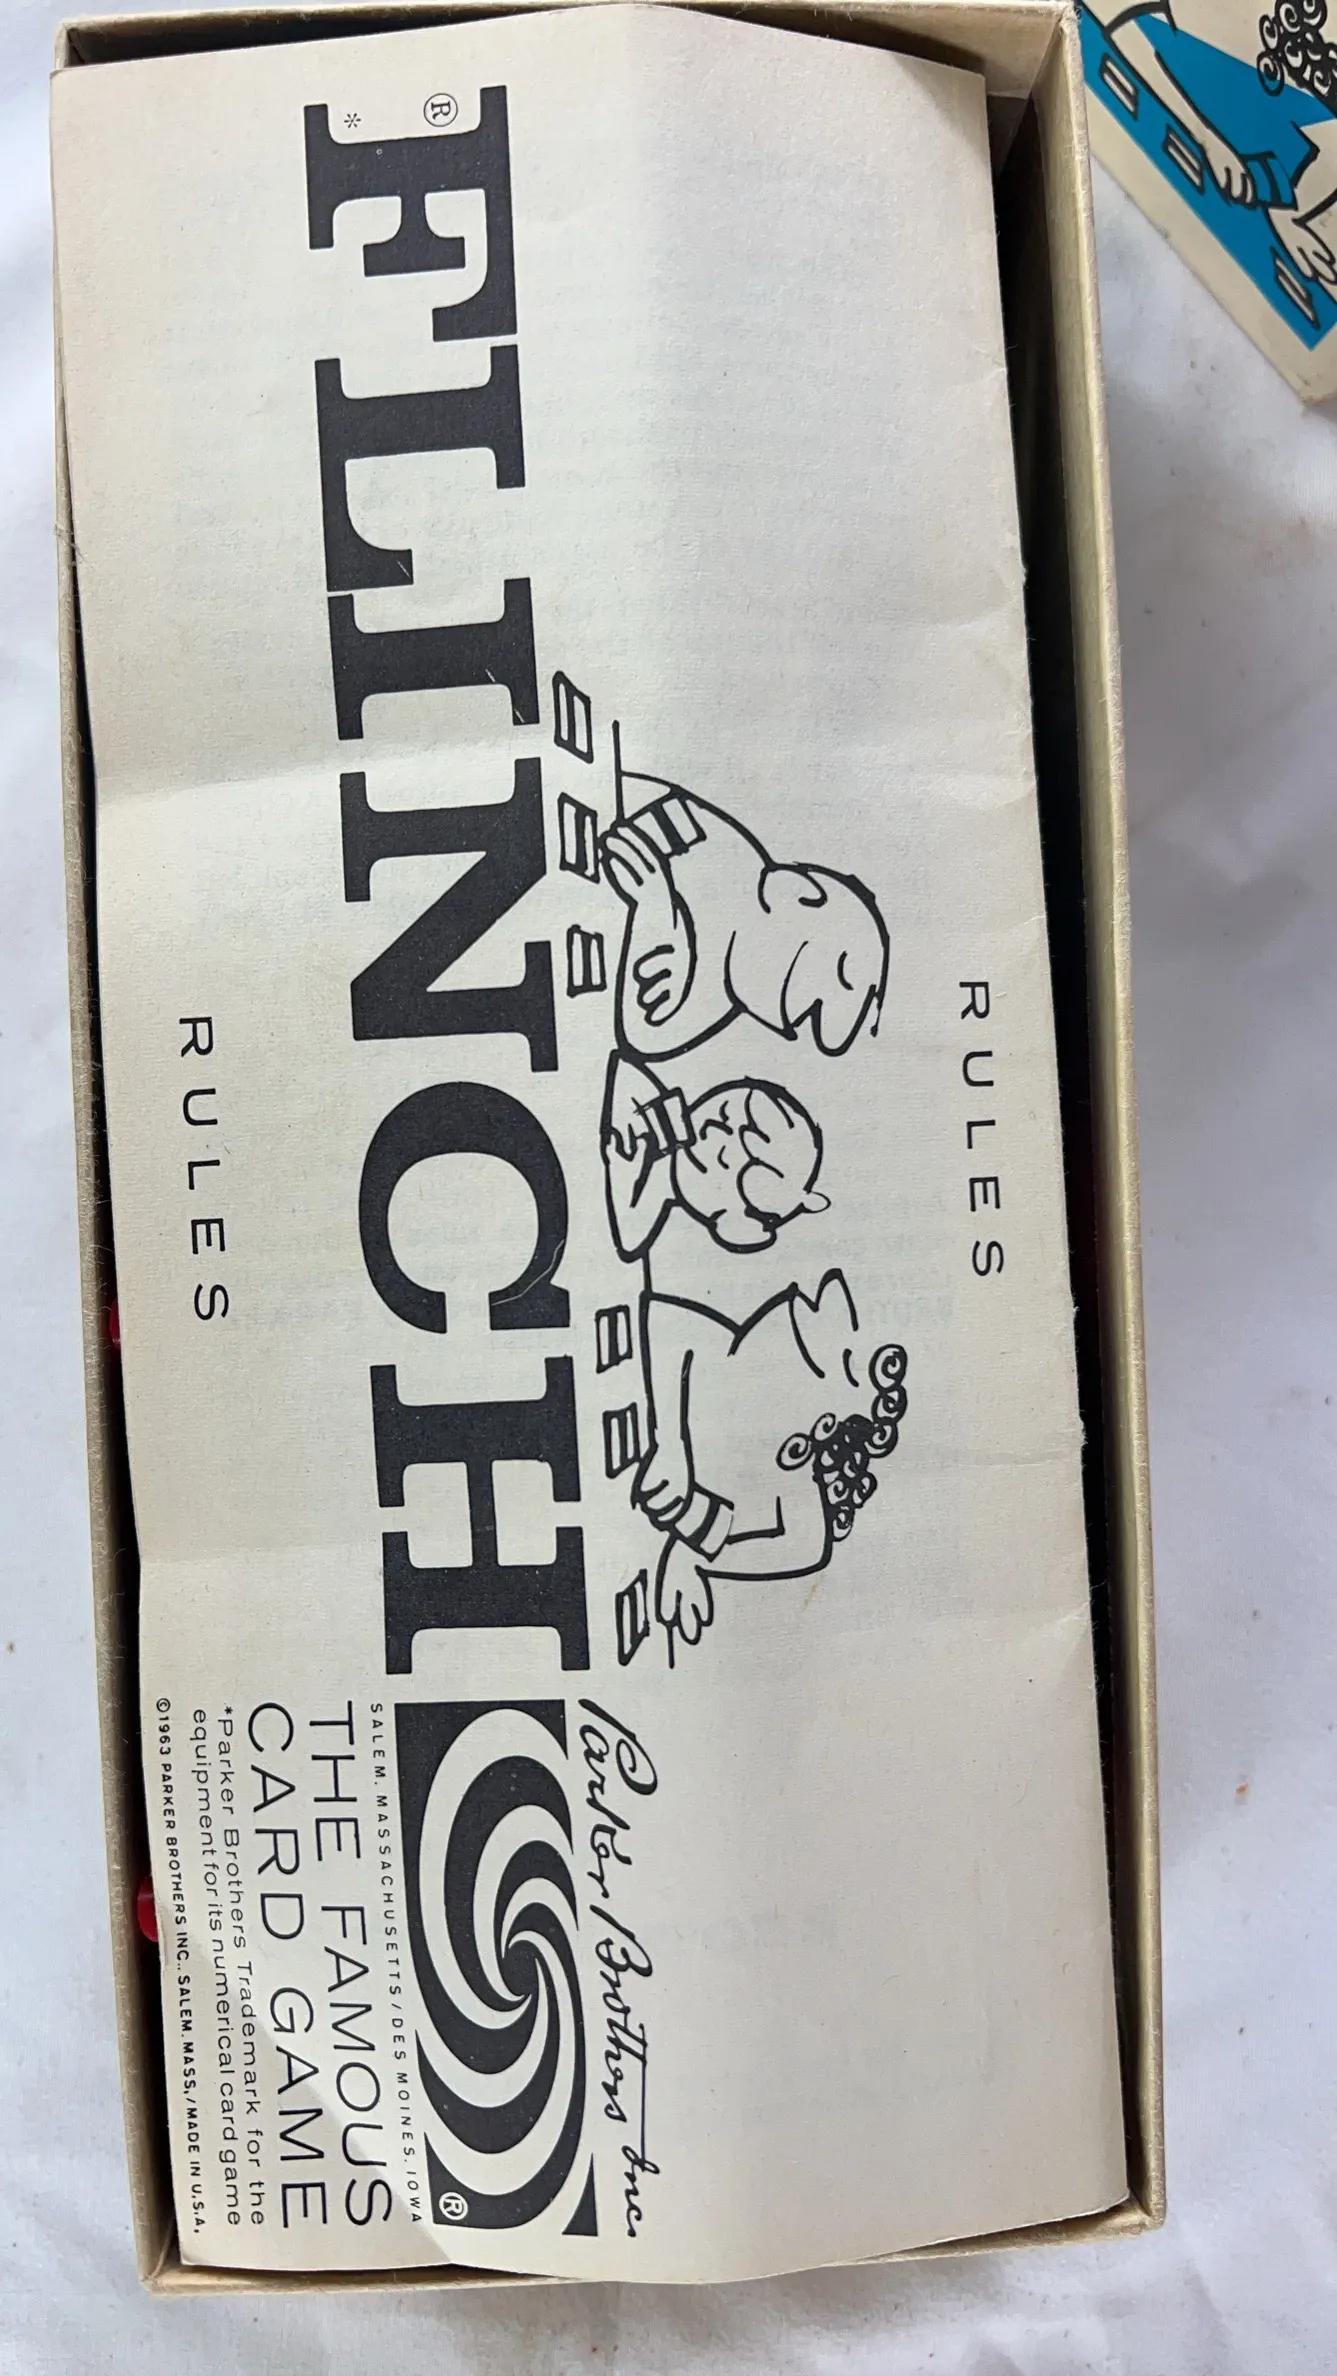 RULES
Parker Brothers Inc.
®
FLINCH
®
*
SALEM, MASSACHUSETTS / DES MOINES, IOWA
THE FAMOUS
CARD GAME
*Parker Brothers Trademark for the
equipment for its numerical card game
©1963 PARKER BROTHERS INC., SALEM, MASS./MADE IN U.S.A.
RULES